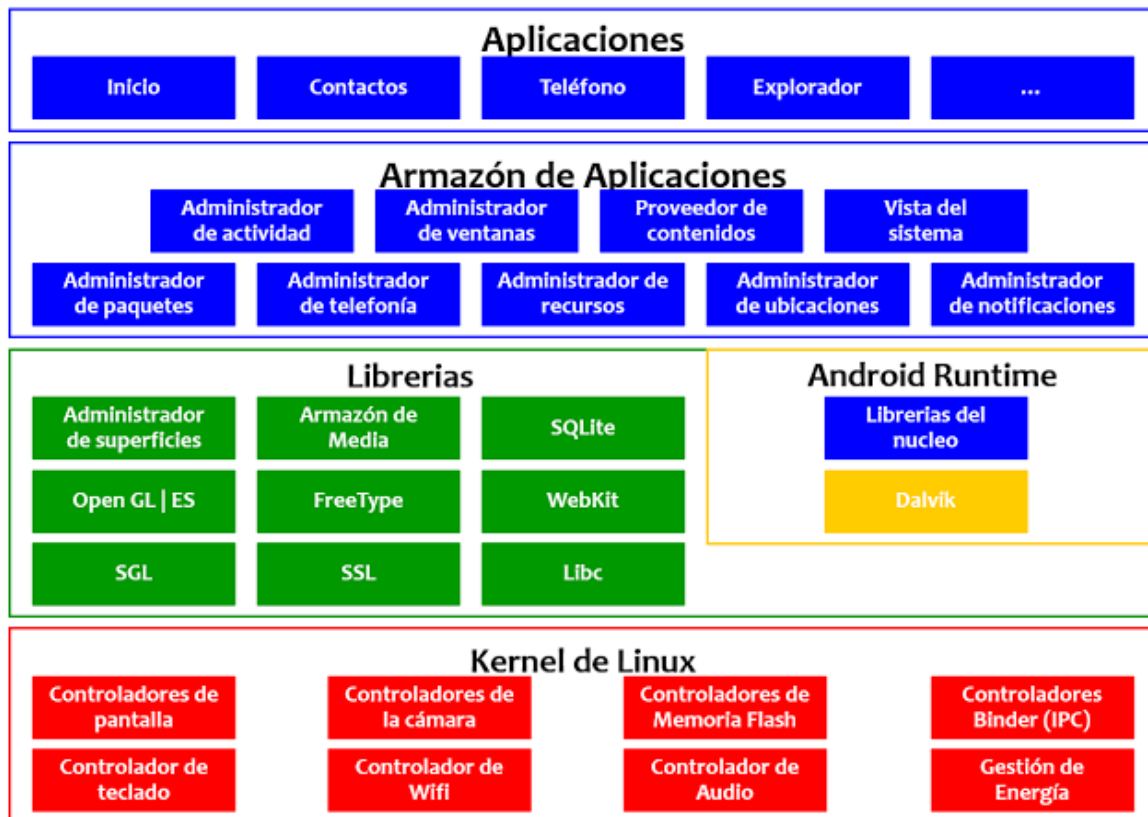 Aplicaciones
Inicio
Contactos
Teléfono
Explorador
...
Armazón de Aplicaciones
Administrador
de actividad
Administrador
de ventanas
Proveedor de
contenidos
Vista del
sistema
Administrador
de paquetes
Administrador
de telefonía
Administrador de
recursos
Administrador
de ubicaciones
Administrador
de notificaciones
Librerias
Administrador
de superficies
Armazón de
Media
SQLite
Open GL | ES
FreeType
WebKit
SGL
SSL
Libc
Android Runtime
Librerias del
nucleo
Dalvik
Kernel de Linux
Controladores de
pantalla
Controladores de
la cámara
Controladores de
Memoria Flash
Controladores
Binder (IPC)
Controlador de
teclado
Controlador de
Wifi
Controlador de
Audio
Gestión de
Energía